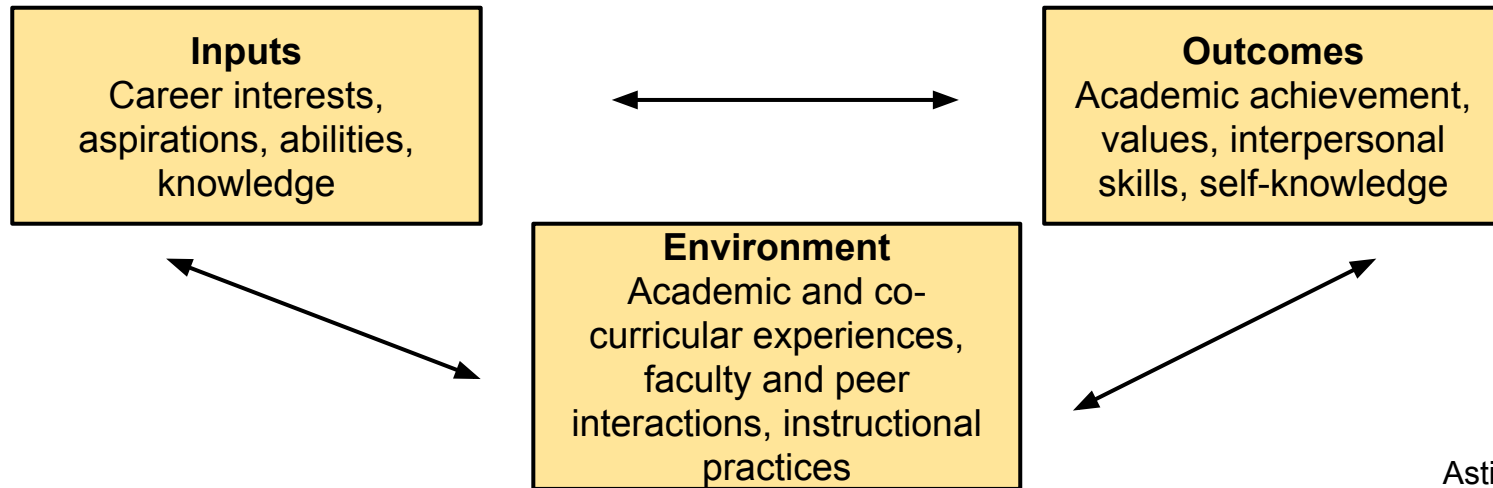 Inputs
Career interests,
aspirations, abilities,
knowledge
Outcomes
Academic achievement,
values, interpersonal
skills, self-knowledge
Environment
Academic and co-
curricular experiences,
faculty and peer
interactions, instructional
practices
Asti